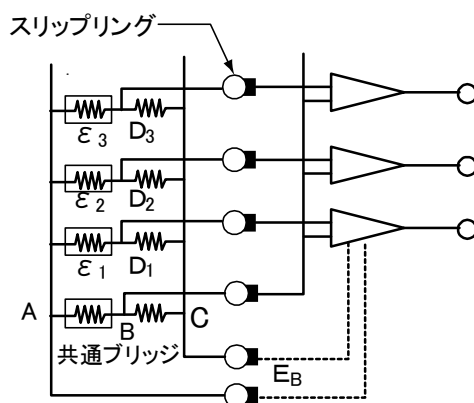 スリップリング
ε3 D3
ε2 D2
ε1 D1
A B C
共通ブリッジ
EB